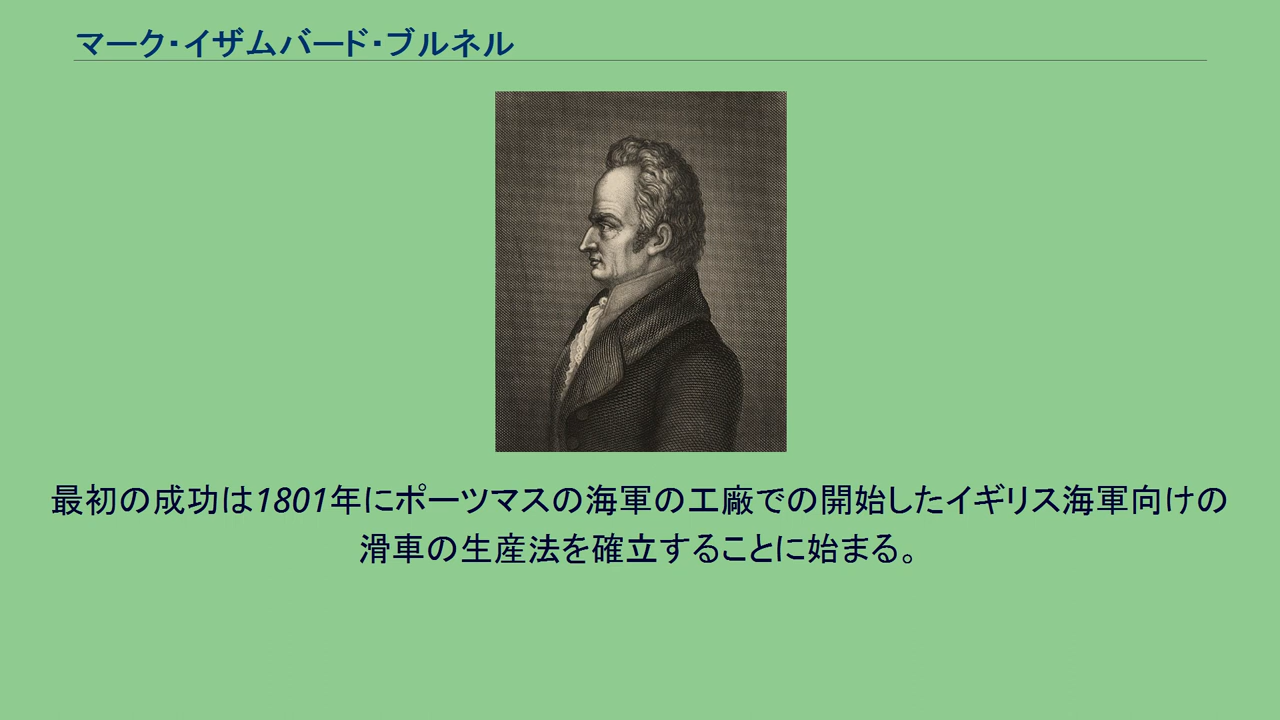 マーク・イザムバード・ブルネル
最初の成功は1801年にポーツマスの海軍の工廠での開始したイギリス海軍向けの
滑車の生産法を確立することに始まる。